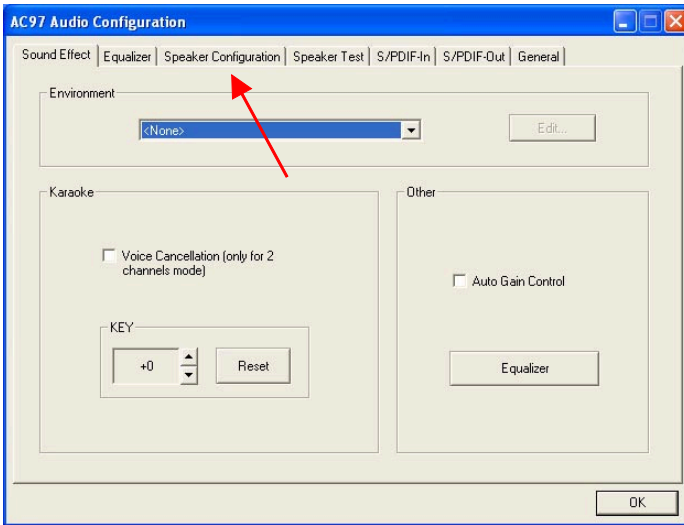 AC97 Audio Configuration
Sound Effect Equalizer Speaker Configuration Speaker Test S/PDIF-In S/PDIF-Out General
Environment
<None>
Edit...
Karaoke
Voice Cancellation (only for 2
channels mode)
KEY
+0
Reset
Other
Auto Gain Control
Equalizer
OK